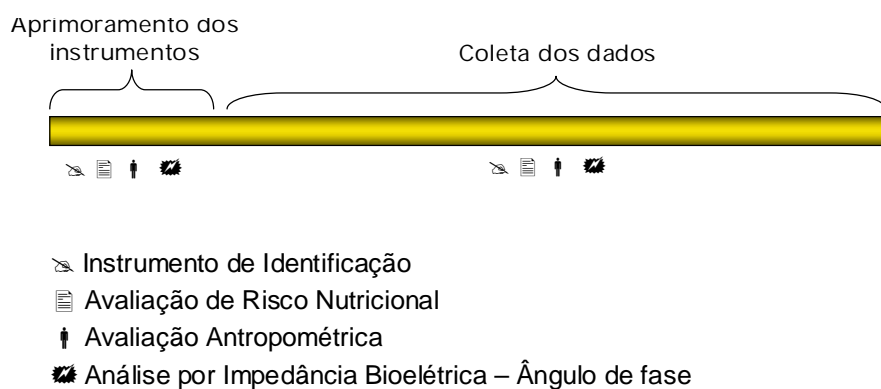 Aprimoramento dos
instrumentos
Coleta dos dados
Instrumento de Identificação
Avaliação de Risco Nutricional
Avaliação Antropométrica
Análise por Impedância Bioelétrica – Ângulo de fase